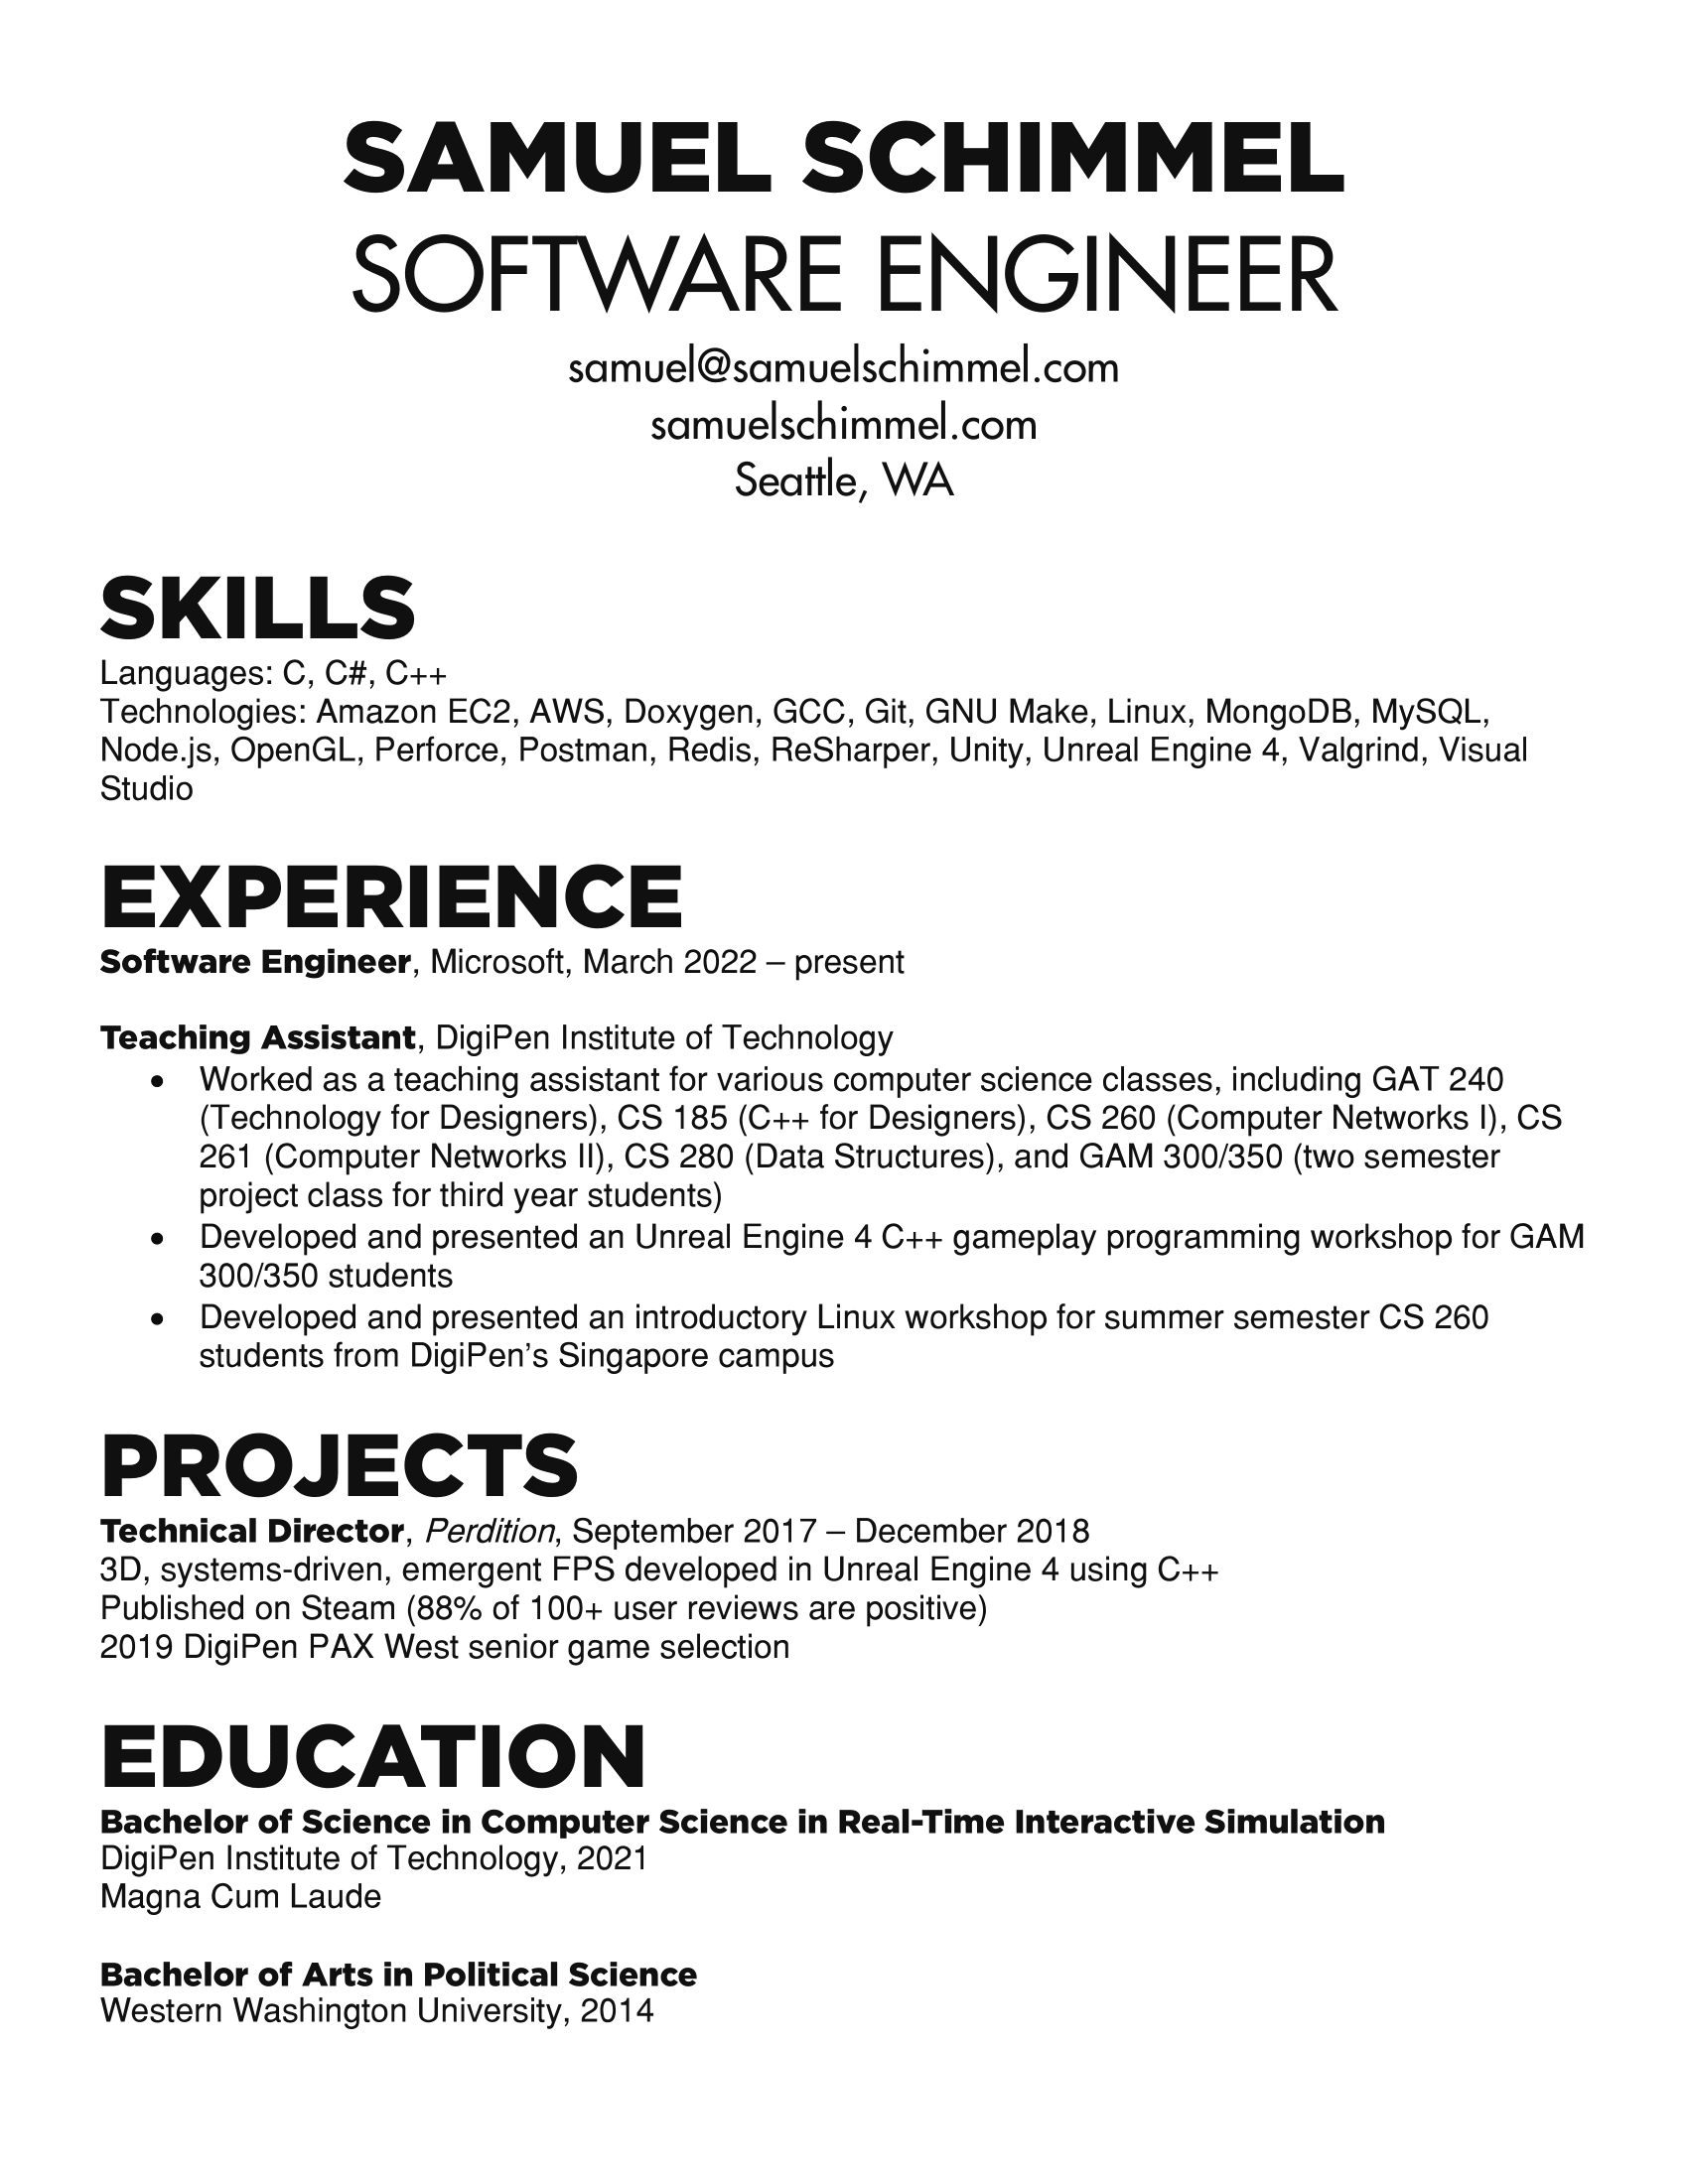 SAMUEL SCHIMMEL
SOFTWARE ENGINEER
samuel@samuelschimmel.com
samuelschimmel.com
Seattle, WA
SKILLS
Languages: C, C#, C++
Technologies: Amazon EC2, AWS, Doxygen, GCC, Git, GNU Make, Linux, MongoDB, MySQL,
Node.js, OpenGL, Perforce, Postman, Redis, ReSharper, Unity, Unreal Engine 4, Valgrind, Visual
Studio
EXPERIENCE
Software Engineer, Microsoft, March 2022 – present
Teaching Assistant, DigiPen Institute of Technology
• Worked as a teaching assistant for various computer science classes, including GAT 240
(Technology for Designers), CS 185 (C++ for Designers), CS 260 (Computer Networks I), CS
261 (Computer Networks II), CS 280 (Data Structures), and GAM 300/350 (two semester
project class for third year students)
• Developed and presented an Unreal Engine 4 C++ gameplay programming workshop for GAM
300/350 students
• Developed and presented an introductory Linux workshop for summer semester CS 260
students from DigiPen’s Singapore campus
PROJECTS
Technical Director, Perdition, September 2017 – December 2018
3D, systems-driven, emergent FPS developed in Unreal Engine 4 using C++
Published on Steam (88% of 100+ user reviews are positive)
2019 DigiPen PAX West senior game selection
EDUCATION
Bachelor of Science in Computer Science in Real-Time Interactive Simulation
DigiPen Institute of Technology, 2021
Magna Cum Laude
Bachelor of Arts in Political Science
Western Washington University, 2014